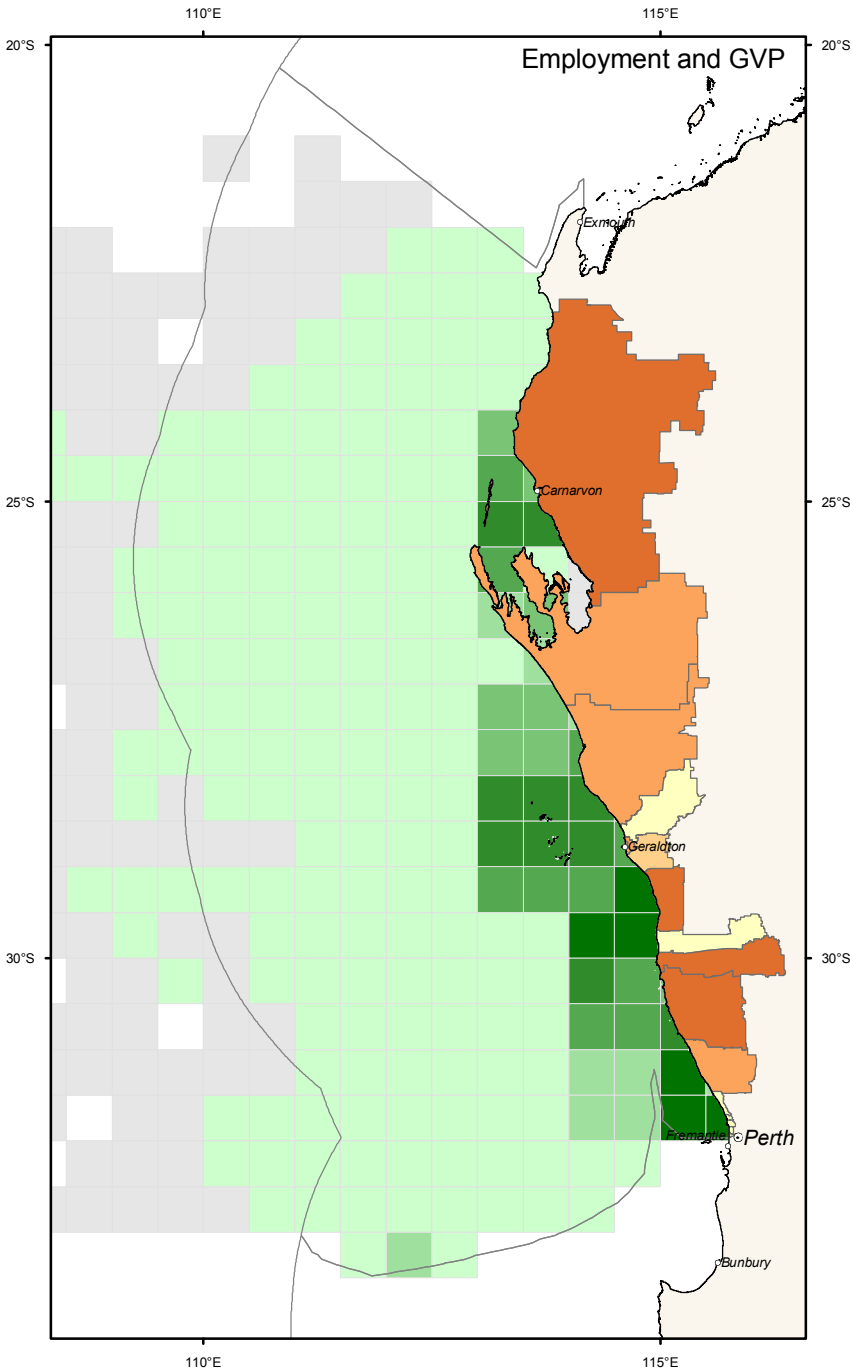 110°E 115°E
20°S 20°S
Employment and GVP
Exmouth
Carnarvon
25°S 25°S
Geraldton
30°S 30°S
Fremantle Perth
Bunbury
110°E 115°E